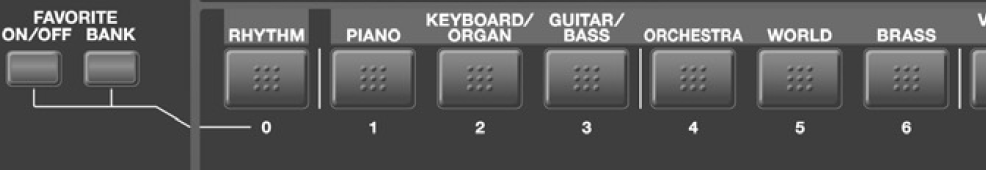 FAVORITE
ON/OFF BANK
RHYTHM
PIANO
KEYBOARD/
ORGAN
GUITAR/
BASS
ORCHESTRA
WORLD
BRASS
V
0 1 2 3 4 5 6